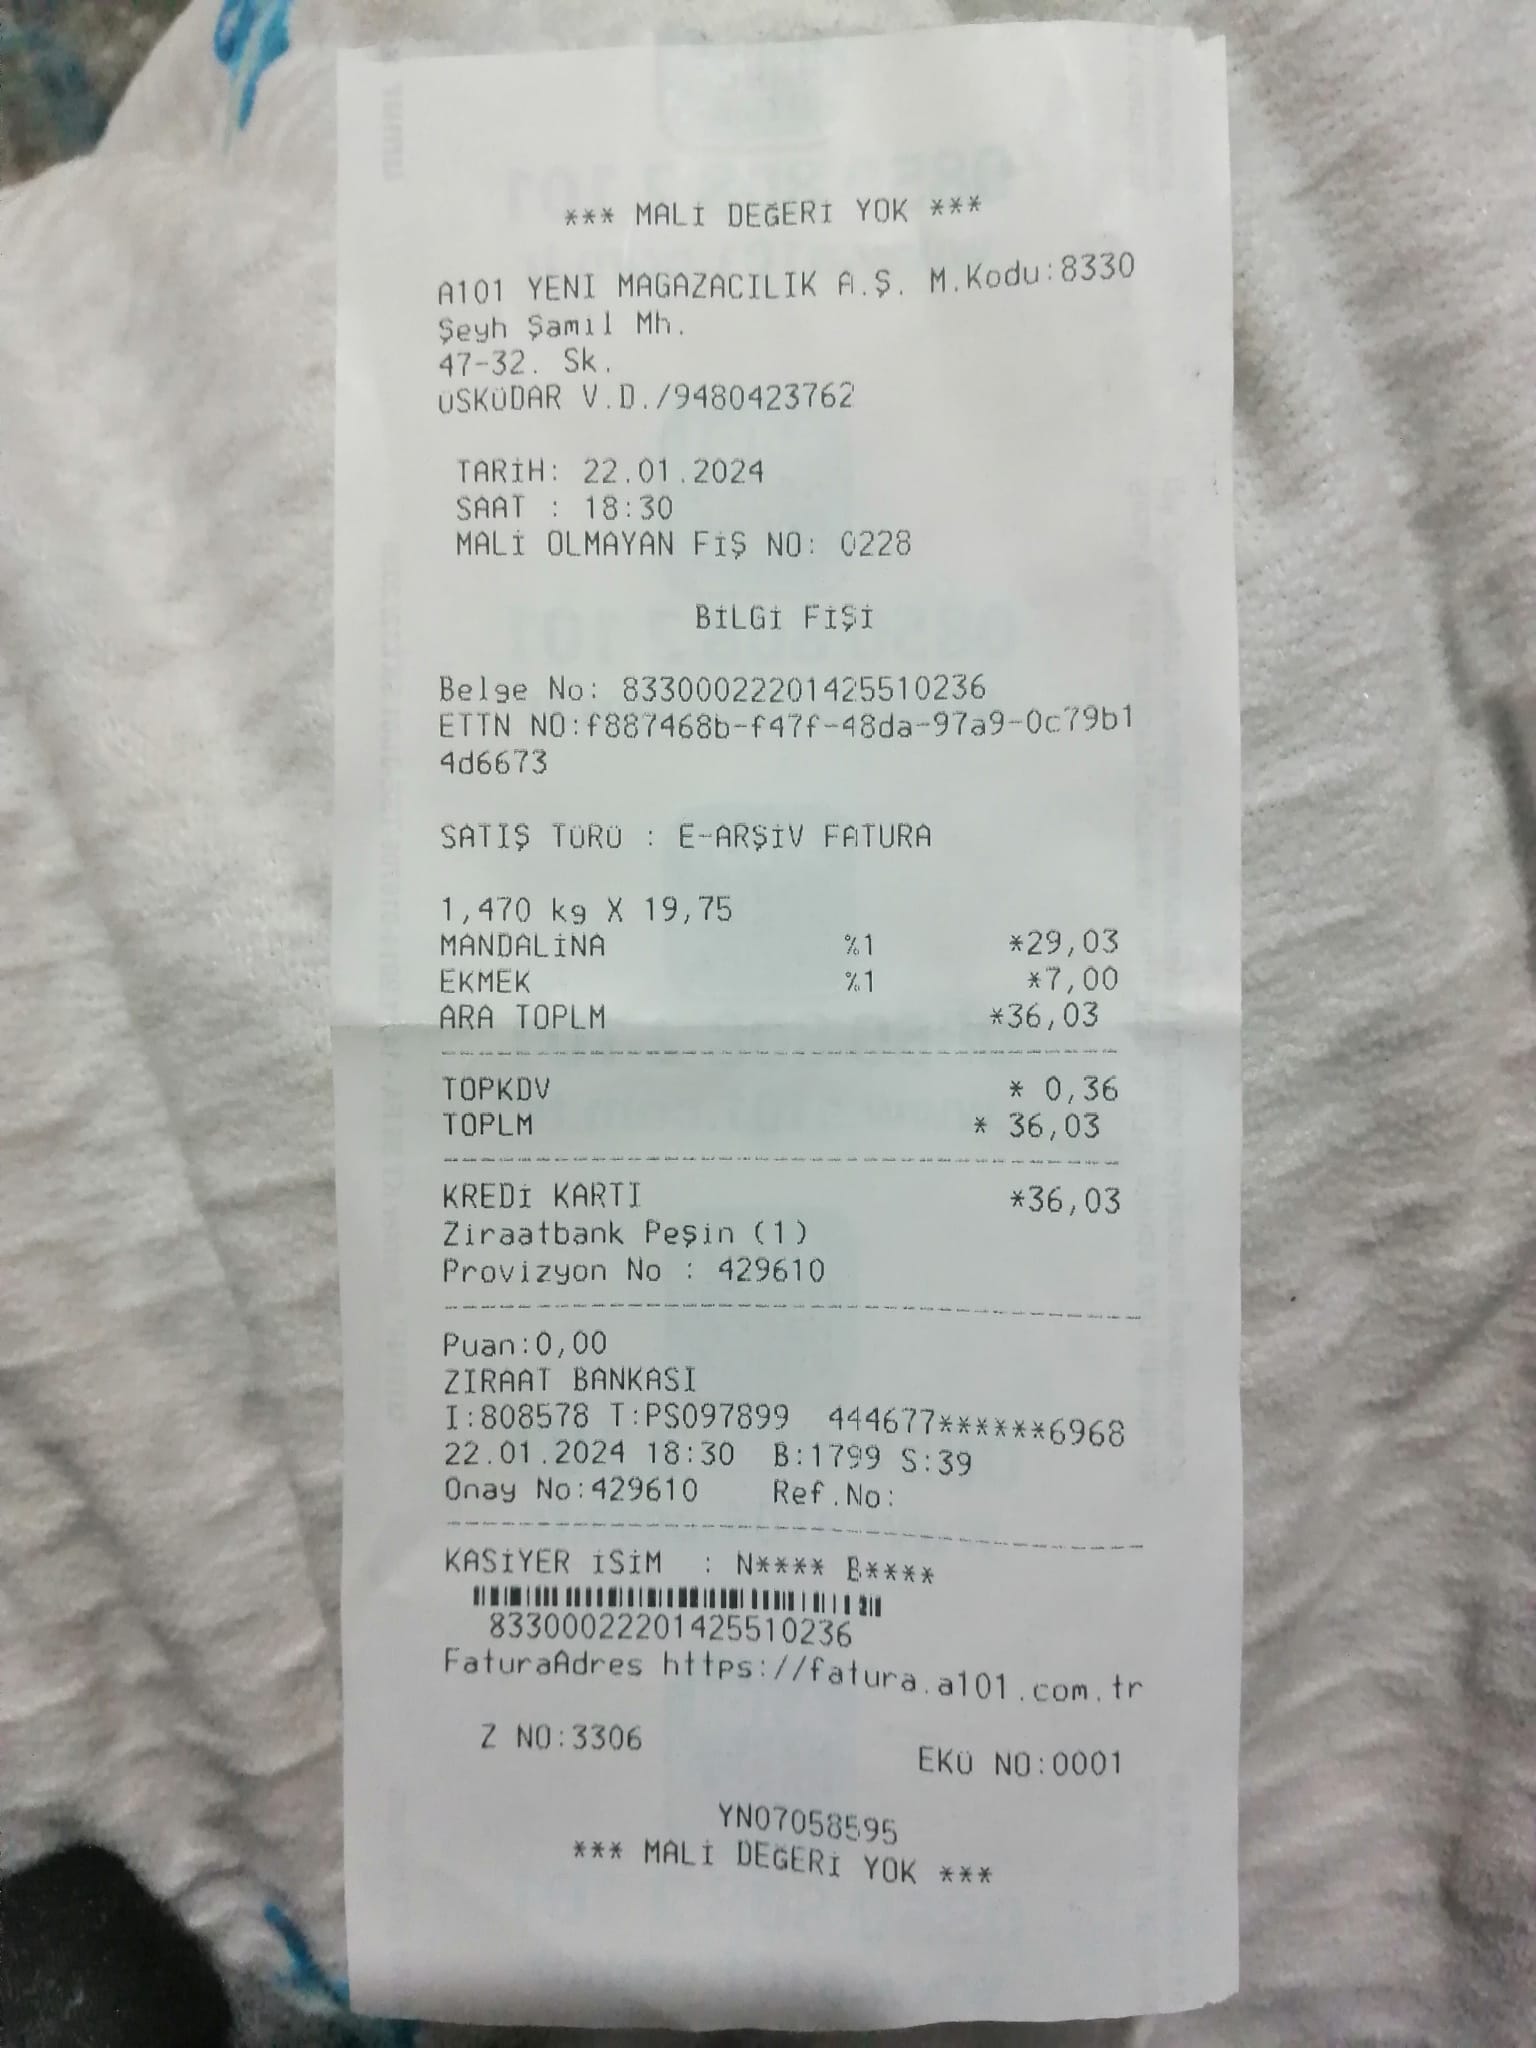 *** MALİ DEĞERİ YOK ***
A101 YENI MAGAZACILIK A.Ş. M.Kodu:8330
Şeyh Şamil Mh.
47-32. Sk.
ÜSKÜDAR V.D./9480423762
TARİH: 22.01.2024
SAAT : 18:30
MALİ OLMAYAN FİŞ NO: 0228
BİLGİ FİŞİ
Belge No: 83300022201425510236
ETTN NO:f887468b-f47f-48da-97a9-0c79b1
4d6673
SATIŞ TÜRÜ : E-ARŞİV FATURA
1,470 kg X 19,75
MANDALİNA %1 *29,03
EKMEK %1 *7,00
ARA TOPLM *36,03
TOPKDV * 0,36
TOPLM * 36,03
KREDİ KARTI *36,03
Ziraatbank Peşin (1)
Provizyon No : 429610
Puan:0,00
ZIRAAT BANKASI
I:808578 T:PS097899 444677******6968
22.01.2024 18:30 B:1799 S:39
Onay No:429610 Ref.No:
KASİYER İSİM : N**** B****
83300022201425510236
FaturaAdres https://fatura.a101.com.tr
Z NO:3306 EKÜ NO:0001
YN07058595
*** MALİ DEĞERİ YOK ***